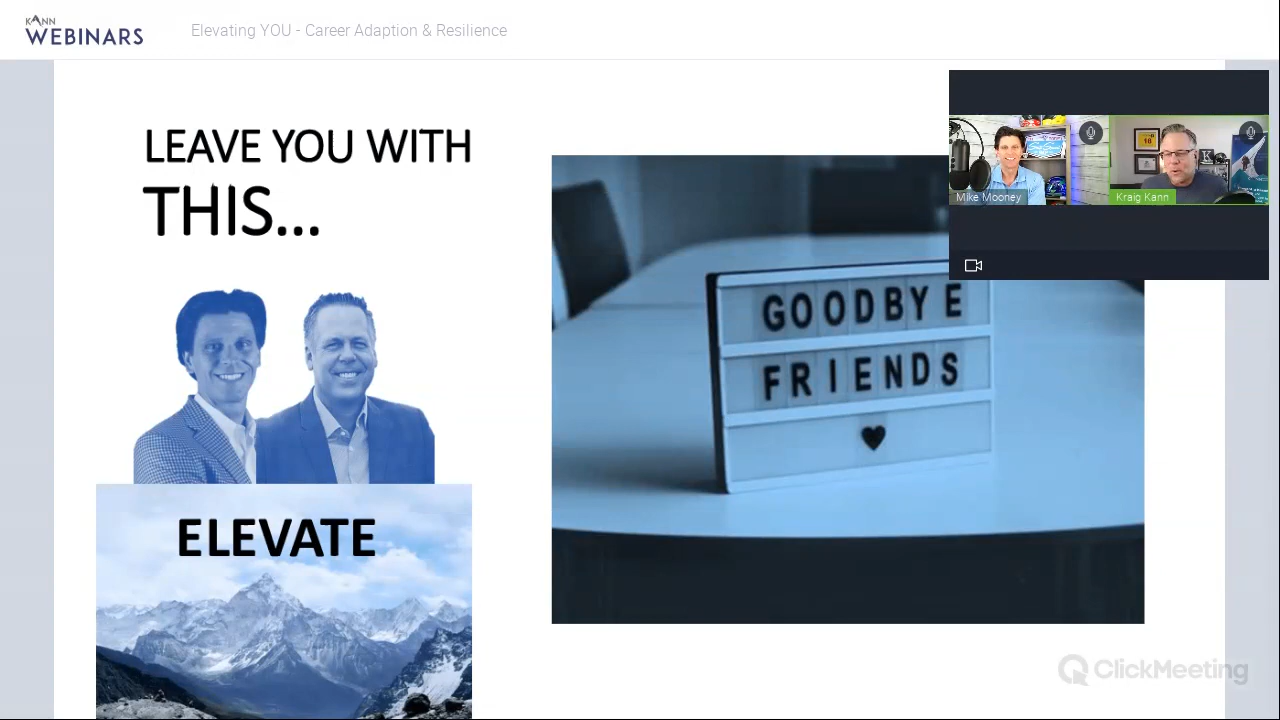 KANN
WEBINARS
Elevating YOU - Career Adaption & Resilience
LEAVE YOU WITH
THIS...
Mike Mooney
Kraig Kann
GOODBYE
FRIENDS
ELEVATE
ClickMeeting